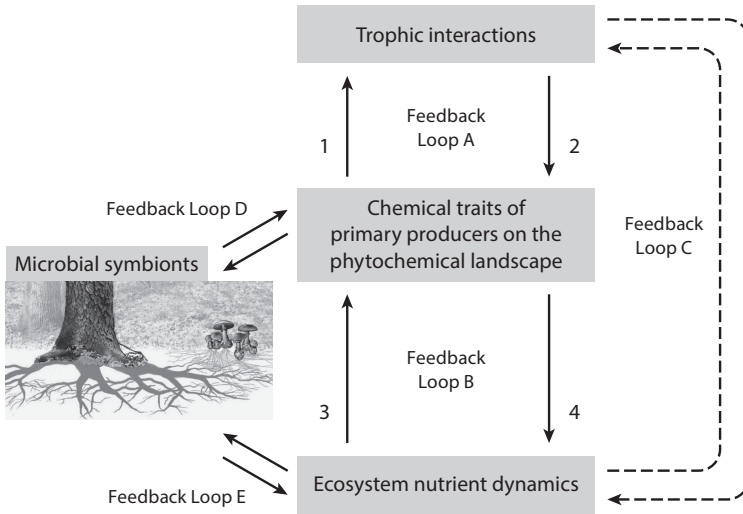 Trophic interactions
1
Feedback
Loop A
2
Feedback Loop D
Chemical traits of
primary producers on the
phytochemical landscape
Feedback
Loop C
Microbial symbionts
3
Feedback
Loop B
4
Ecosystem nutrient dynamics
Feedback Loop E